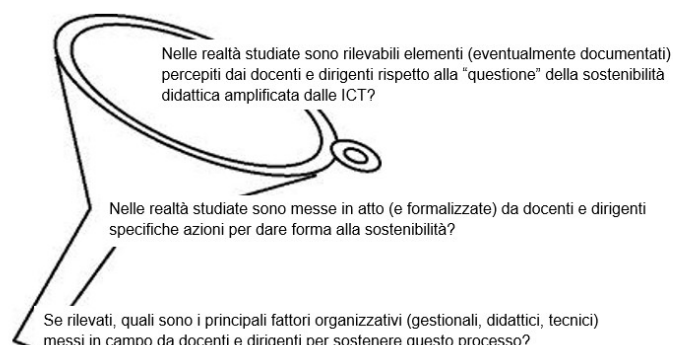 Nelle realtà studiate sono rilevabili elementi (eventualmente documentati)
percepiti dai docenti e dirigenti rispetto alla “questione” della sostenibilità
didattica amplificata dalle ICT?
Nelle realtà studiate sono messe in atto (e formalizzate) da docenti e dirigenti
specifiche azioni per dare forma alla sostenibilità?
Se rilevati, quali sono i principali fattori organizzativi (gestionali, didattici, tecnici)
messi in campo da docenti e dirigenti per sostenere questo processo?